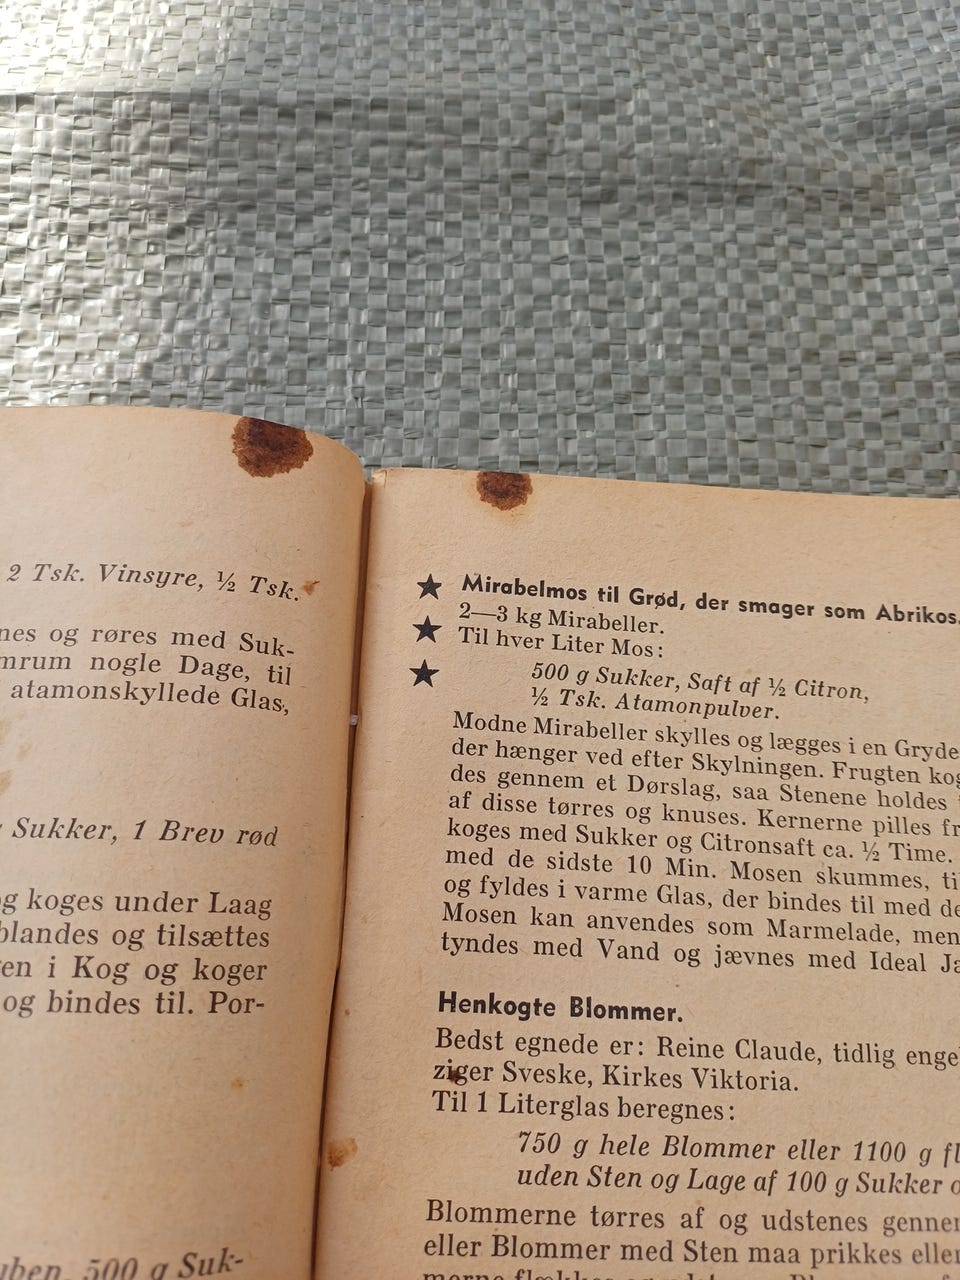 2 Tsk. Vinsyre, ½ Tsk.
nes og røres med Suk-
mrum nogle Dage, til
atamonskyllede Glas,
Sukker, 1 Brev rød
og koges under Laag
blandes og tilsættes
en i Kog og koger
og bindes til. Por-
uben, 500 g Suk-
★ Mirabelmos til Grød, der smager som Abrikos.
★ 2—3 kg Mirabeller.
Til hver Liter Mos:
★ 500 g Sukker, Saft af ½ Citron,
½ Tsk. Atamonpulver.
Modne Mirabeller skylles og lægges i en Gryde
der hænger ved efter Skylningen. Frugten kog
des gennem et Dørslag, saa Stenene holdes
af disse tørres og knuses. Kernerne pilles fr
koges med Sukker og Citronsaft ca. ½ Time.
med de sidste 10 Min. Mosen skummes, ti
og fyldes i varme Glas, der bindes til med de
Mosen kan anvendes som Marmelade, men
tyndes med Vand og jævnes med Ideal Ja
Henkogte Blommer.
Bedst egnede er: Reine Claude, tidlig enge
ziger Sveske, Kirkes Viktoria.
Til 1 Literglas beregnes:
750 g hele Blommer eller 1100 g fl
uden Sten og Lage af 100 g Sukker o
Blommerne tørres af og udstenes genne
eller Blommer med Sten maa prikkes eller